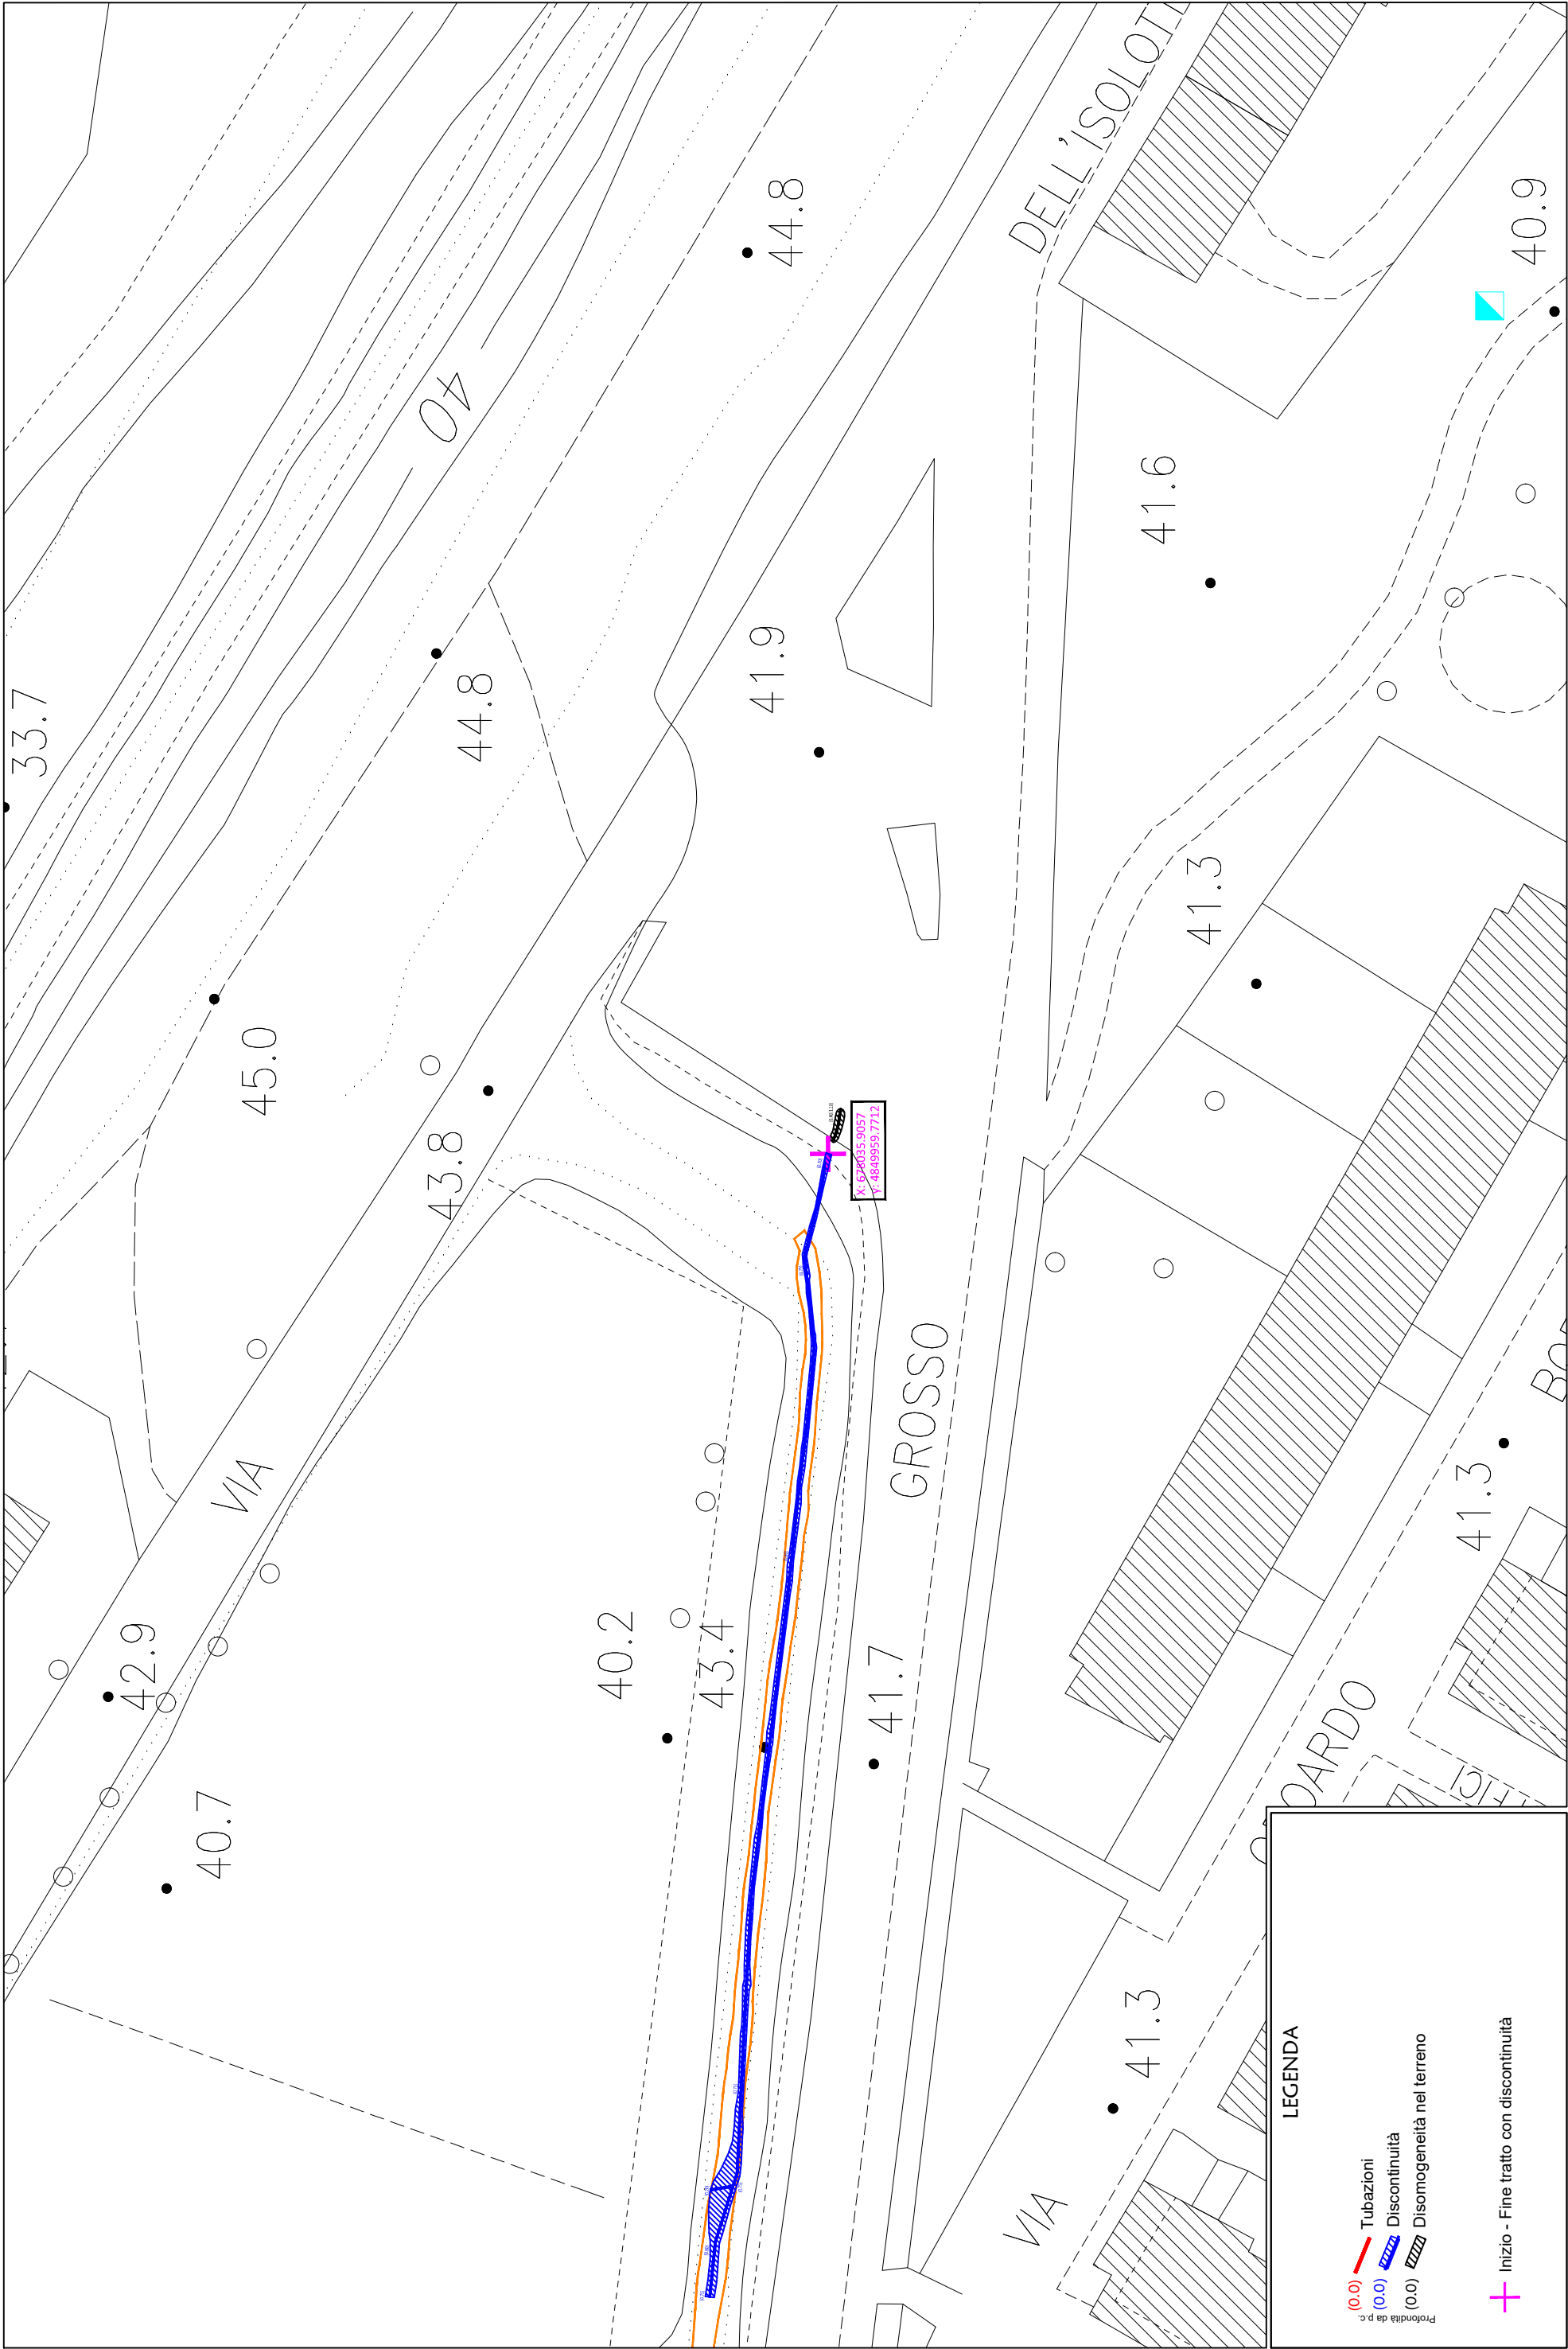 33.7
40
44.8
DELL'ISOLOT
40.9
44.8
41.9
41.6
45.0
43.8
41.3
X: 676035.9057
Y: 4849959.7712
VIA
GROSSO
42.9
40.2
43.4
41.7
41.3
40.7
OARDO
41.3
VIA
LEGENDA
(0.0) Tubazioni
(0.0) Discontinuità
(0.0) Disomogeneità nel terreno
Profondità da p.c.
Inizio - Fine tratto con discontinuità